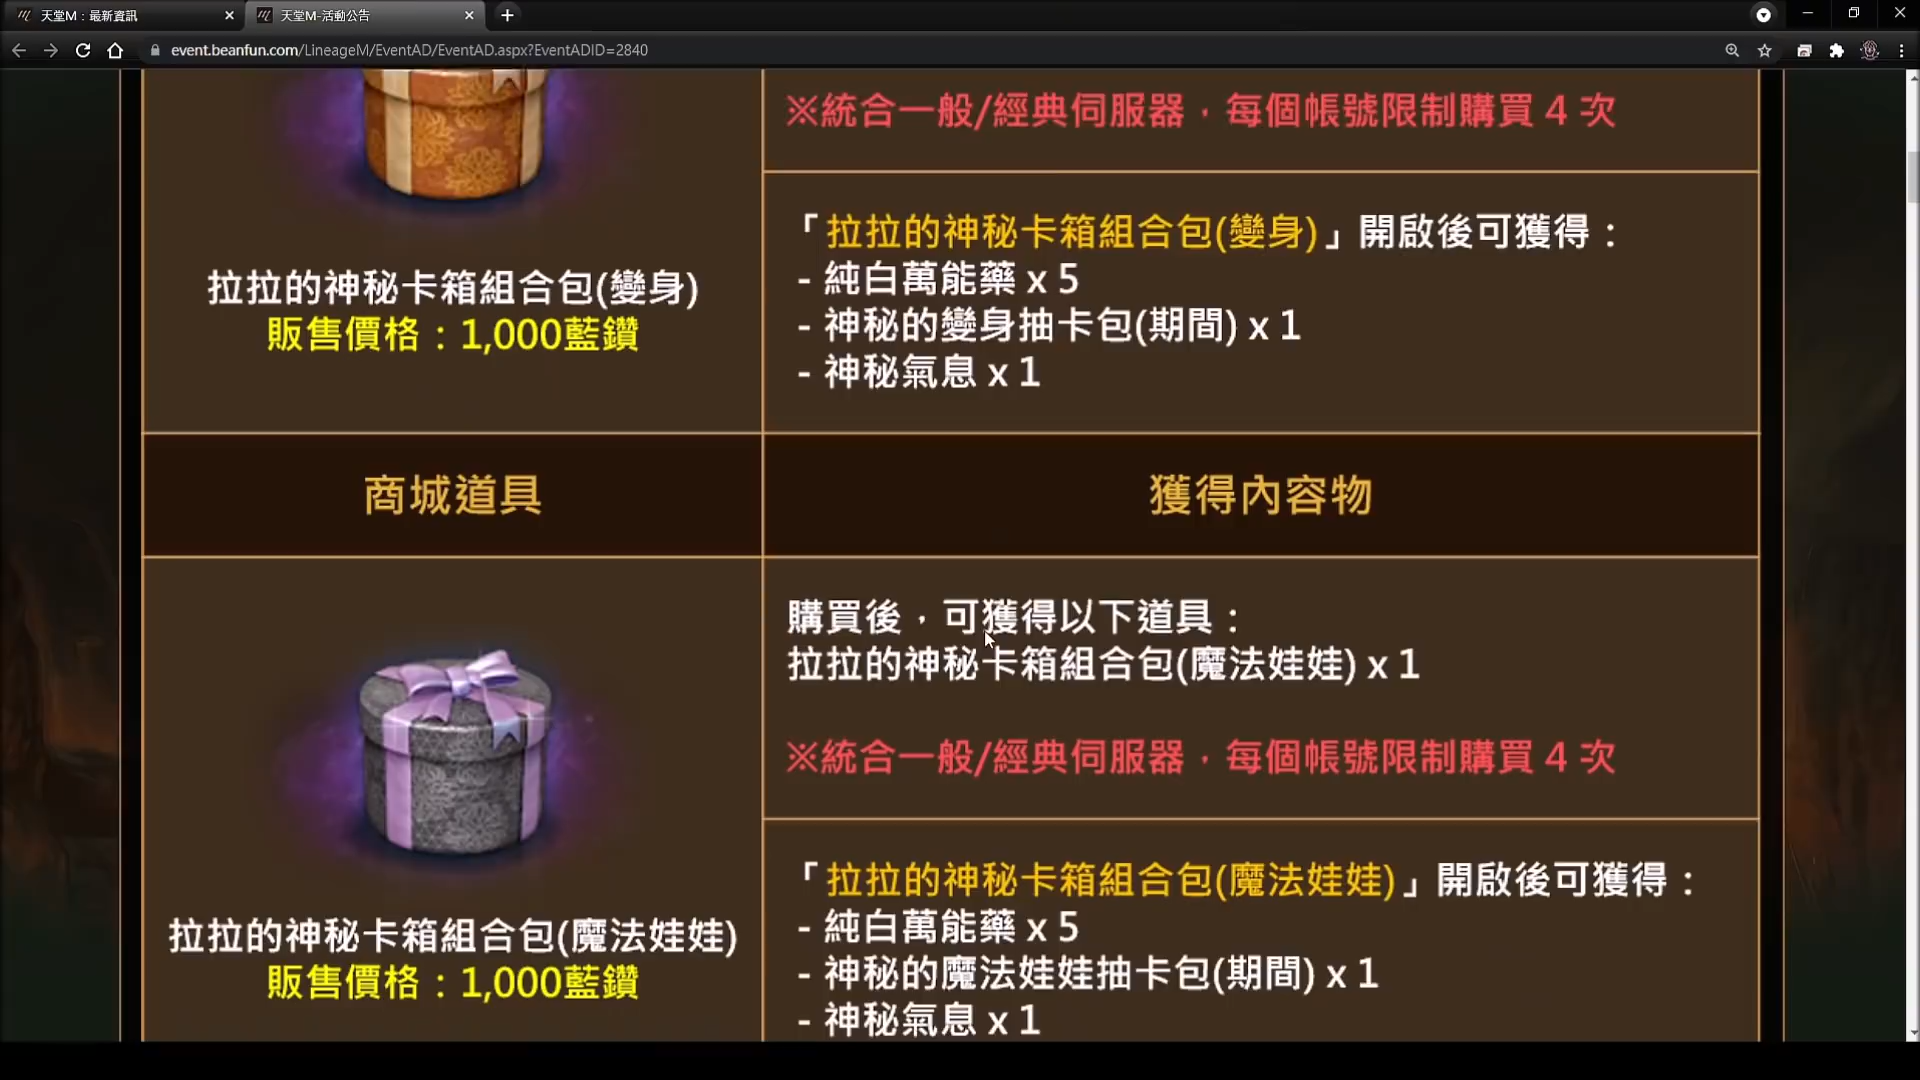 天堂M：最新資訊
天堂M-活動公告
event.beanfun.com/LineageM/EventAD/EventAD.aspx?EventADID=2840
※統合一般/經典伺服器，每個帳號限制購買 4 次
拉拉的神秘卡箱組合包(變身)
販售價格：1,000藍鑽
「拉拉的神秘卡箱組合包(變身)」開啟後可獲得：
- 純白萬能藥 x 5
- 神秘的變身抽卡包(期間) x 1
- 神秘氣息 x 1
商城道具
獲得內容物
購買後，可獲得以下道具：
拉拉的神秘卡箱組合包(魔法娃娃) x 1
※統合一般/經典伺服器，每個帳號限制購買 4 次
拉拉的神秘卡箱組合包(魔法娃娃)
販售價格：1,000藍鑽
「拉拉的神秘卡箱組合包(魔法娃娃)」開啟後可獲得：
- 純白萬能藥 x 5
- 神秘的魔法娃娃抽卡包(期間) x 1
- 神秘氣息 x 1